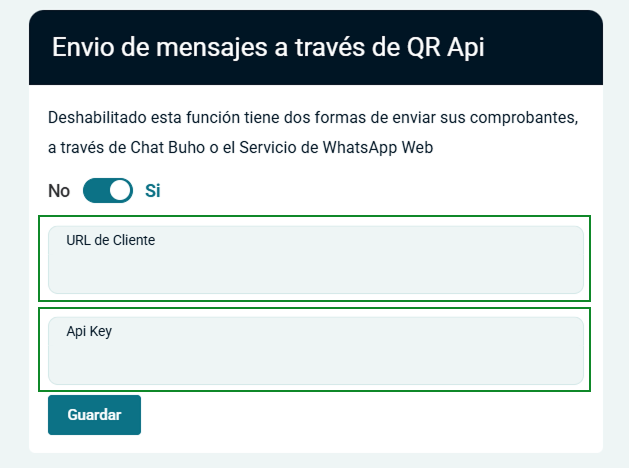 Envio de mensajes a través de QR Api
Deshabilitado esta función tiene dos formas de enviar sus comprobantes,
a través de Chat Buho o el Servicio de WhatsApp Web
No Si
URL de Cliente
Api Key
Guardar